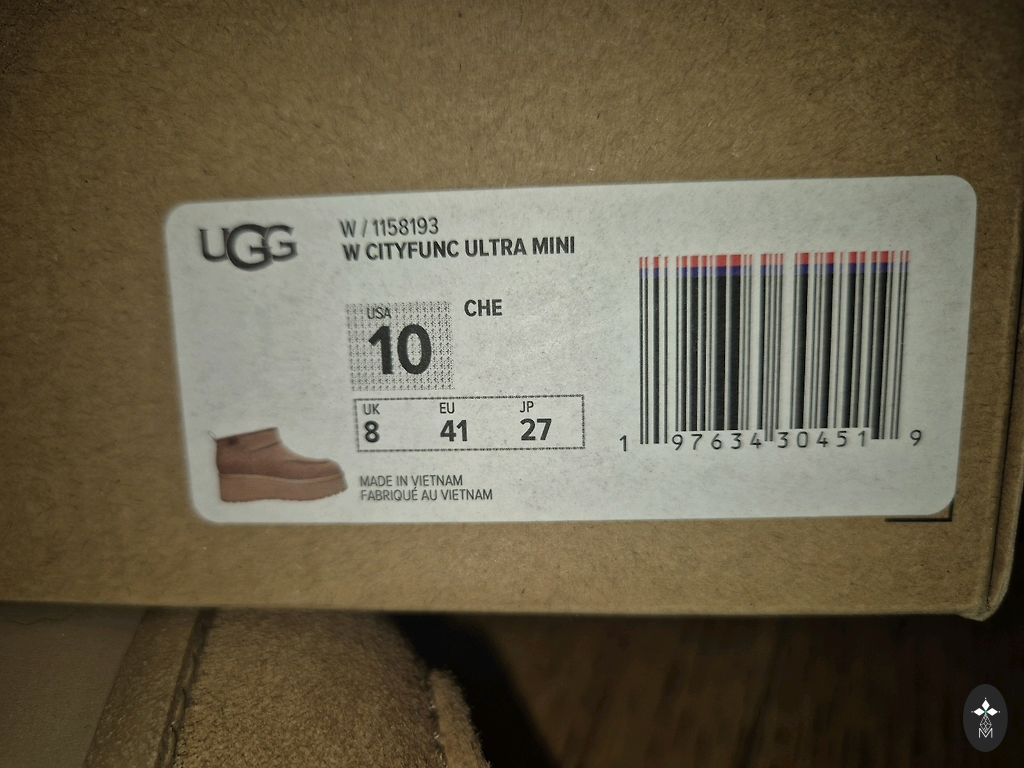 UGG
W / 1158193
W CITYFUNC ULTRA MINI
USA
10
CHE
UK EU JP
8 41 27
MADE IN VIETNAM
FABRIQUÉ AU VIETNAM
1 97634 30451 9
M